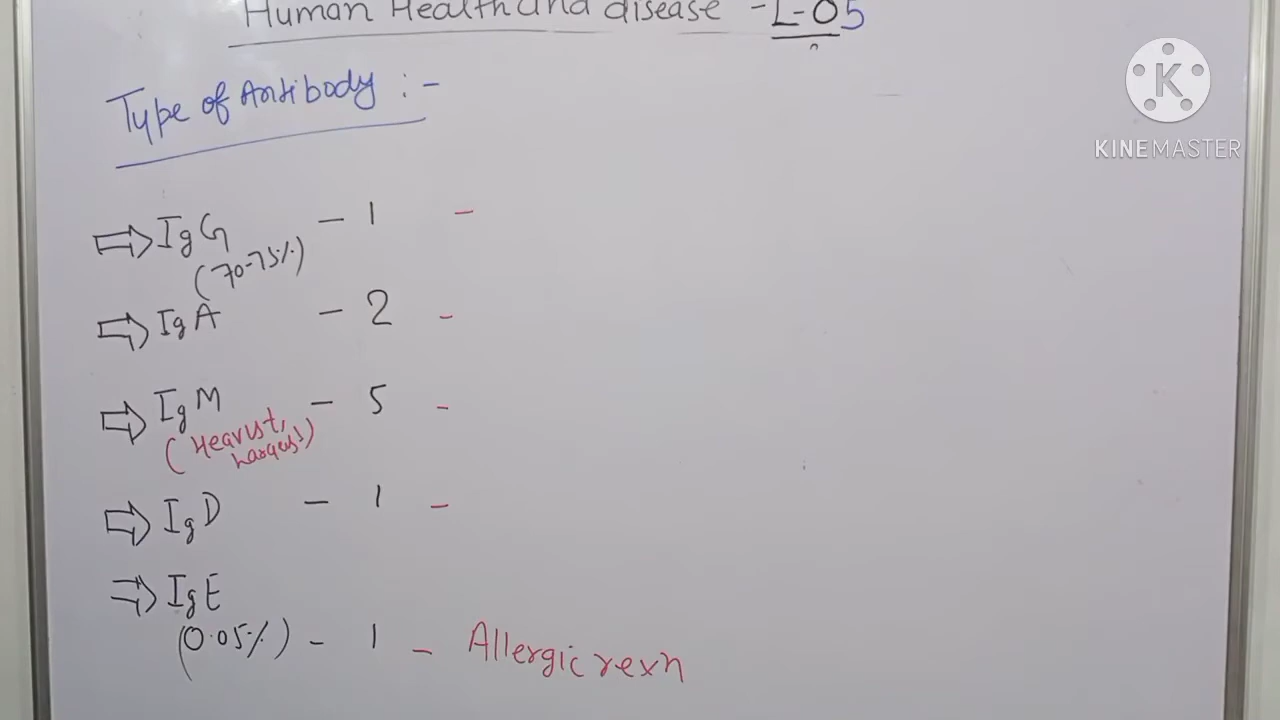 Human Health and disease - L-05
Type of Antibody :-
K
KINEMASTER
⇒ IgG - 1 -
(70-75%)
⇒ IgA - 2 -
⇒ IgM - 5 -
(Heavist, Largest)
⇒ IgD - 1 -
⇒ IgE
(0.05%) - 1 - Allergic rexn